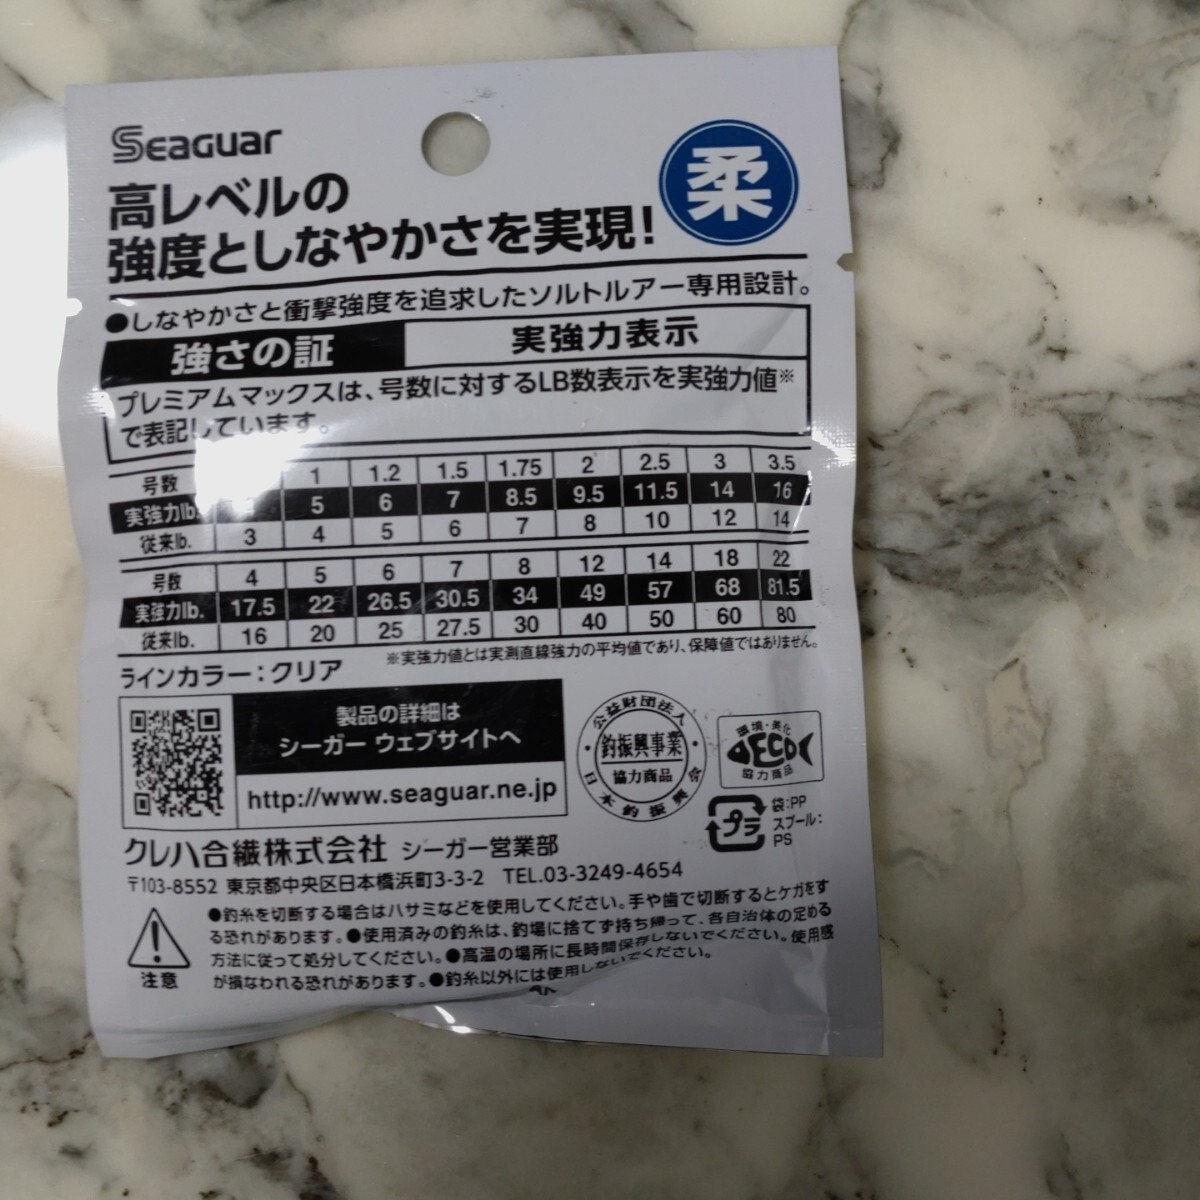 Seaguar
高レベルの
強度としなやかさを実現!
柔
●しなやかさと衝撃強度を追求したソルトルアー専用設計。
強さの証 実強力表示
プレミアムマックスは、号数に対するLB数表示を実強力値※
で表記しています。
号数 1 1.2 1.5 1.75 2 2.5 3 3.5
実強力lb. 5 6 7 8.5 9.5 11.5 14 16
従来lb. 3 4 5 6 7 8 10 12 14
号数 4 5 6 7 8 12 14 18 22
実強力lb. 17.5 22 26.5 30.5 34 49 57 68 81.5
従来lb. 16 20 25 27.5 30 40 50 60 80
※実強力値とは実測直線強力の平均値であり、保障値ではありません。
ラインカラー:クリア
製品の詳細は
シーガー ウェブサイトへ
http://www.seaguar.ne.jp
公益財団法人
釣振興事業
協力商品
日本釣振興会
環境・美化
ECO
協力商品
プラ
袋:PP
スプール:
PS
クレハ合繊株式会社 シーガー営業部
〒103-8552 東京都中央区日本橋浜町3-3-2 TEL.03-3249-4654
注意
●釣糸を切断する場合はハサミなどを使用してください。手や歯で切断するとケガをす
る恐れがあります。●使用済みの釣糸は、釣場に捨てず持ち帰って、各自治体の定める
方法に従って処分してください。●高温の場所に長時間保存しないでください。使用感
が損なわれる恐れがあります。●釣糸以外には使用しないでください。